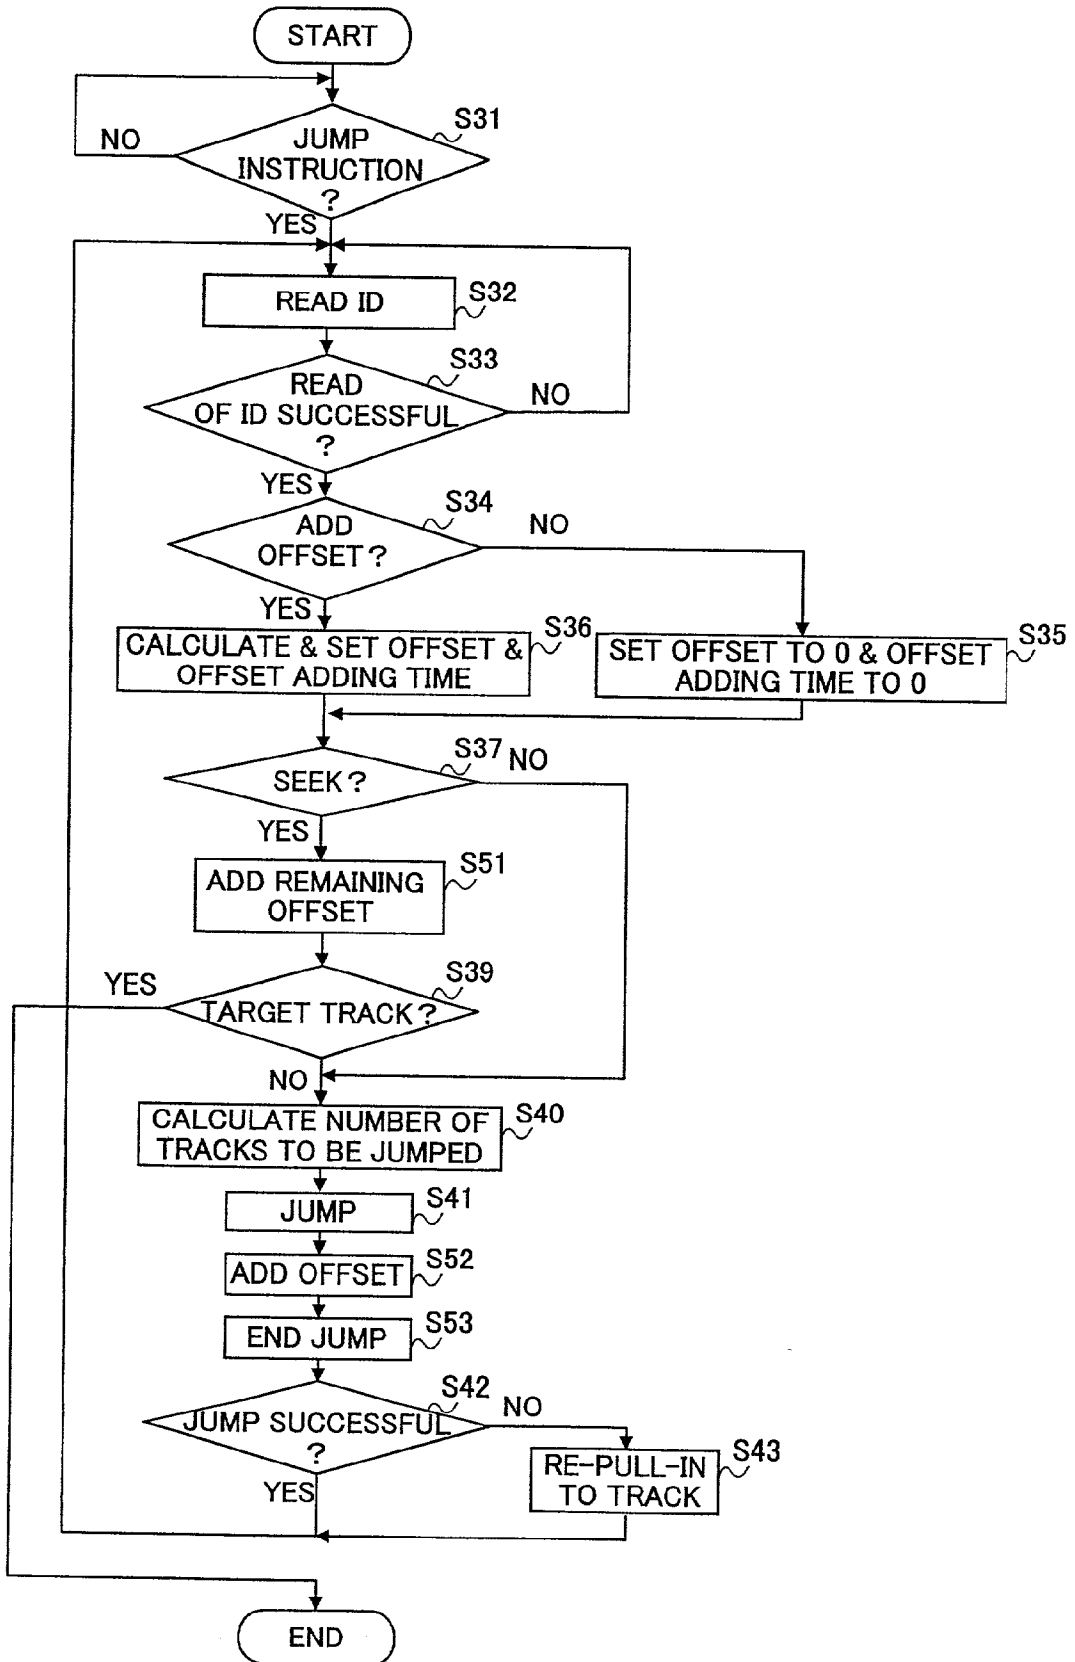 START
S31
NO
JUMP
INSTRUCTION
?
YES
READ ID
S32
S33
READ
OF ID SUCCESSFUL
?
NO
YES
S34
ADD
OFFSET?
NO
YES
CALCULATE & SET OFFSET &
OFFSET ADDING TIME
S36
SET OFFSET TO 0 & OFFSET
ADDING TIME TO 0
S35
S37
NO
SEEK?
YES
ADD REMAINING
OFFSET
S51
YES
S39
TARGET TRACK?
NO
CALCULATE NUMBER OF
TRACKS TO BE JUMPED
S40
JUMP
S41
ADD OFFSET
S52
END JUMP
S53
S42
JUMP SUCCESSFUL
?
NO
YES
RE-PULL-IN
TO TRACK
S43
END